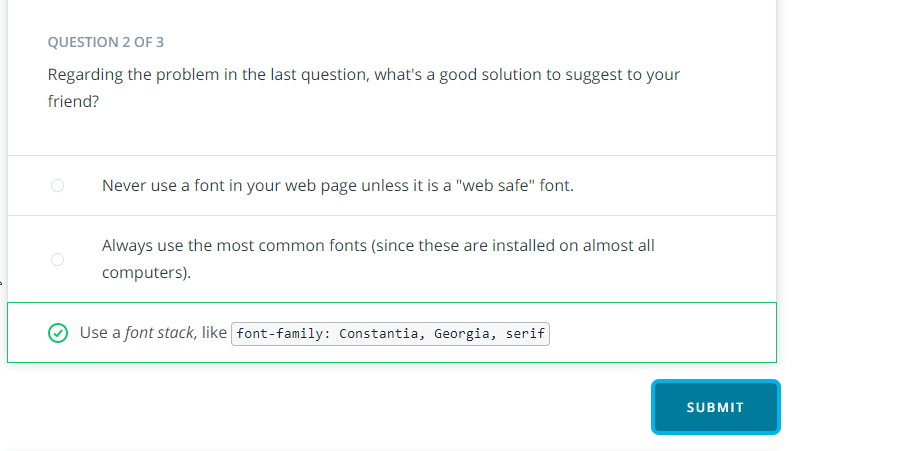 QUESTION 2 OF 3
Regarding the problem in the last question, what's a good solution to suggest to your
friend?
Never use a font in your web page unless it is a "web safe" font.
Always use the most common fonts (since these are installed on almost all
computers).
Use a font stack, like font-family: Constantia, Georgia, serif
SUBMIT